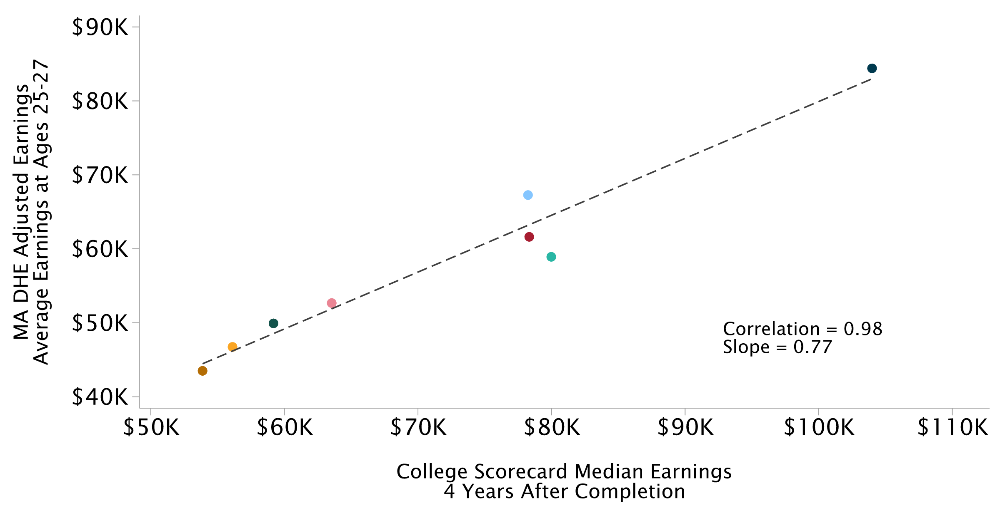 MA DHE Adjusted Earnings
Average Earnings at Ages 25-27
$90K
$80K
$70K
$60K
$50K
$40K
Correlation = 0.98
Slope = 0.77
$50K
$60K
$70K
$80K
$90K
$100K
$110K
College Scorecard Median Earnings
4 Years After Completion